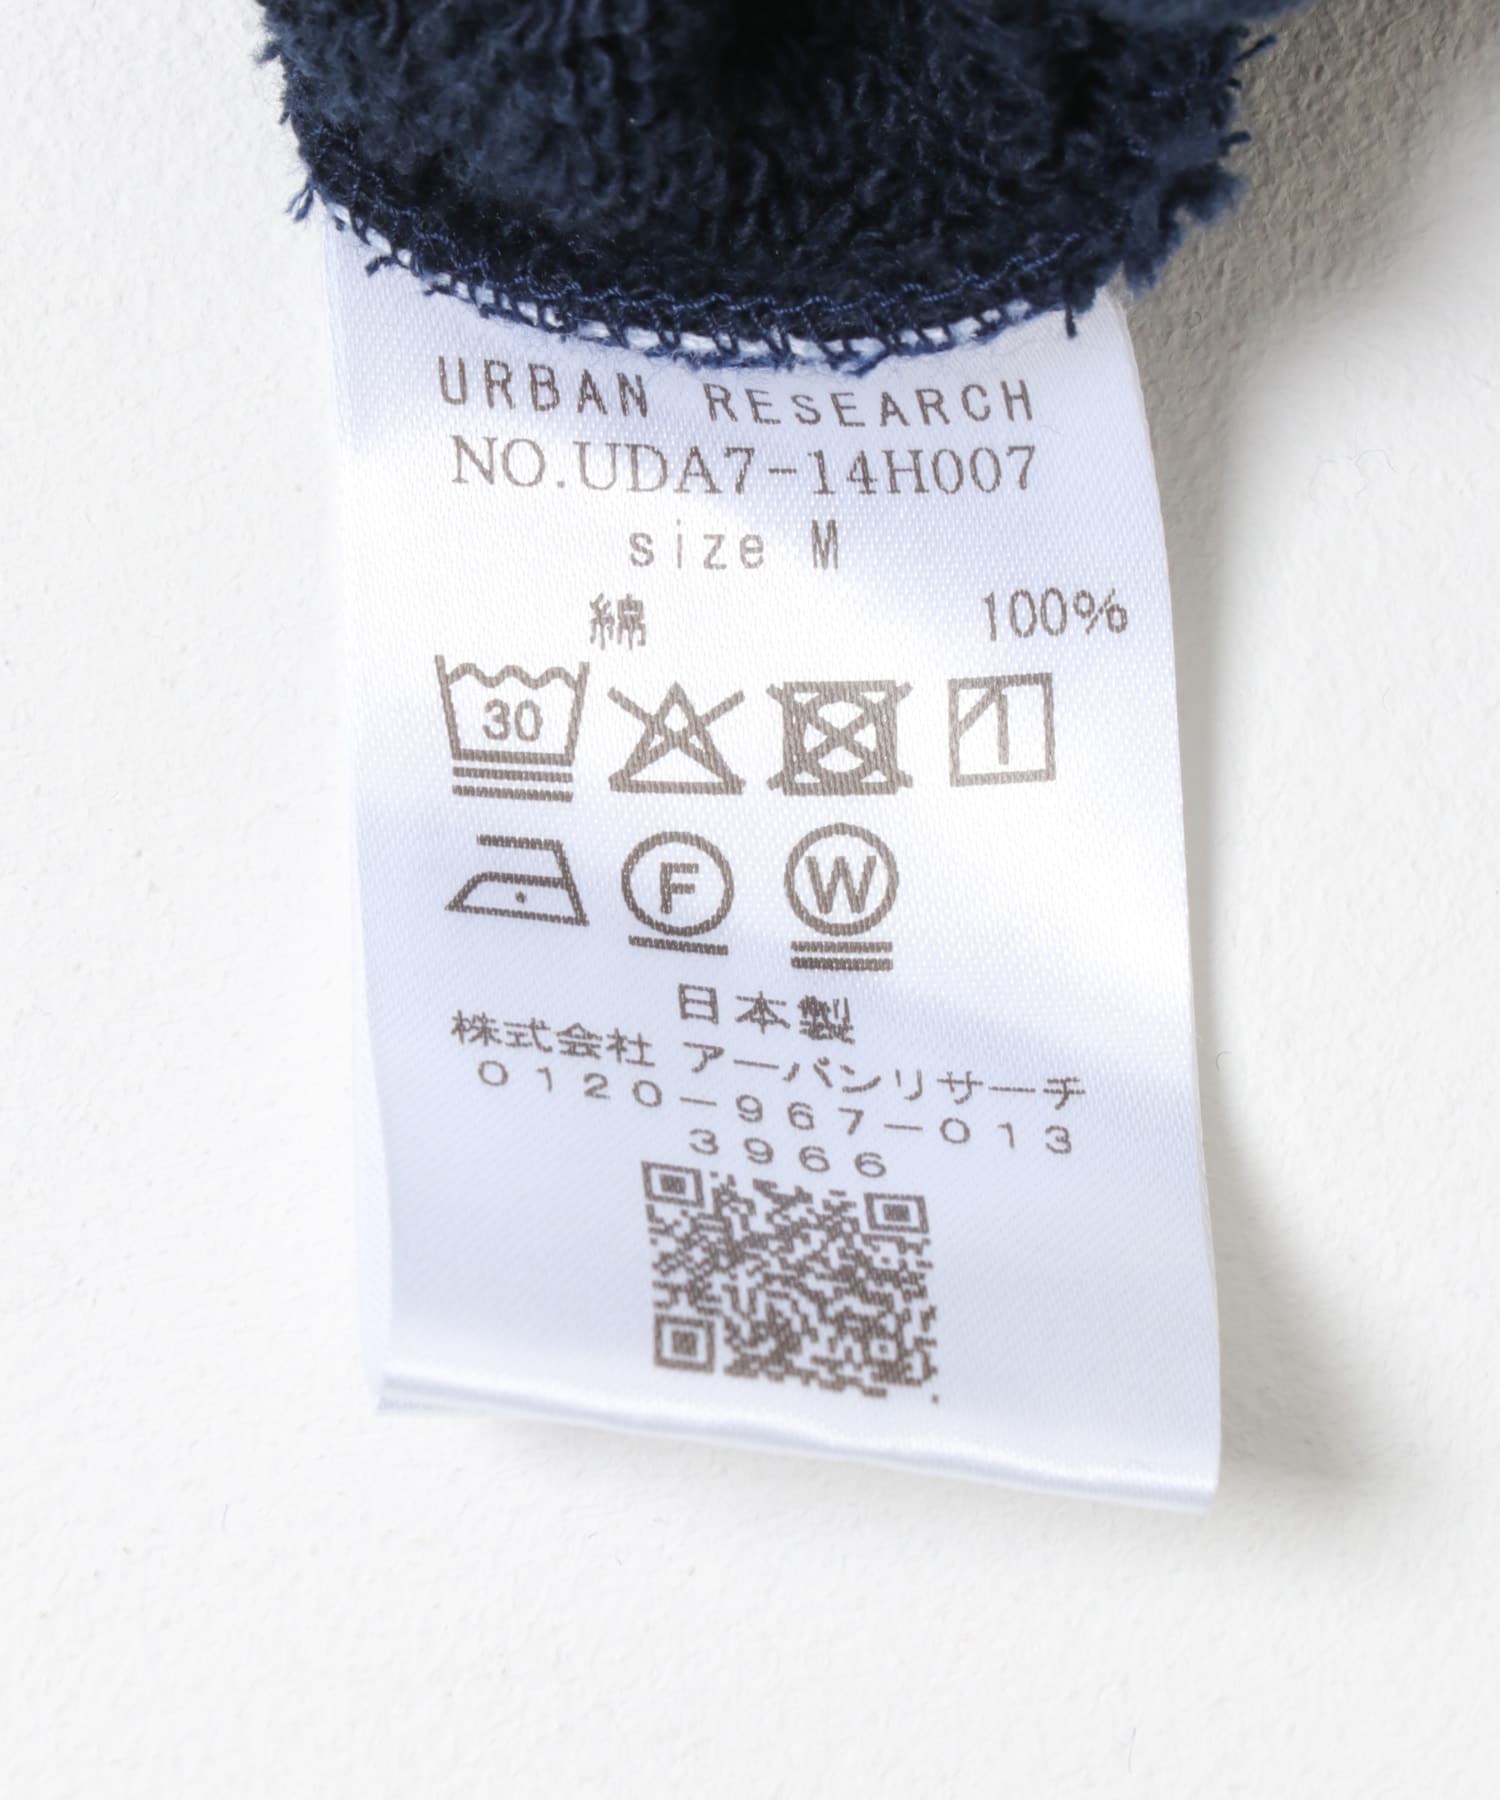 URBAN RESEARCH
NO.UDA7-14H007
size M
綿 100%
30
F W
日本製
株式会社 アーバンリサーチ
0120-967-013
3966